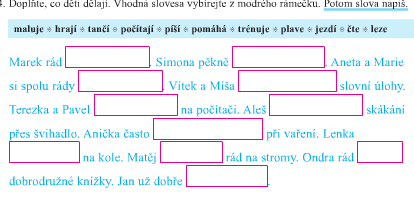 4. Doplňte, co děti dělají. Vhodná slovesa vybírejte z modrého rámečku. Potom slova napiš.
maluje * hrají * tančí * počítají * píší * pomáhá * trénuje * plave * jezdí * čte * leze
Marek rád . Simona pěkně . Aneta a Marie
si spolu rády . Vítek a Míša slovní úlohy.
Terezka a Pavel na počítači. Aleš skákání
přes švihadlo. Anička často při vaření. Lenka
na kole. Matěj rád na stromy. Ondra rád
dobrodružné knížky. Jan už dobře .